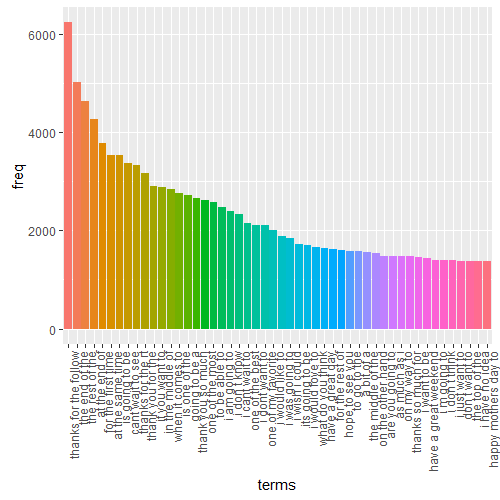 6000
4000
2000
0
freq
thanks for the follow
the end of the
the rest of the
at the end of
for the first time
at the same time
is going to be
cant wait to see
thanks for the rt
thank you for the
if you want to
in the middle of
when it comes to
is one of the
going to be a
thank you so much
one of the most
to be able to
i am going to
i dont know
i cant wait to
one of the best
i dont want to
one of my favorite
i would like to
i was going to
i wish i could
its going to be
i would love to
what do you think
have a great day
for the rest of
hope to see you
to go to the
part of a
the middle of the
on the other hand
are you going to
as much as i
on my way to
thanks so much for
i want to be
have a great weekend
im going to
i dont think
i just want to
dont want to
the end of
i have no idea
happy mothers day to
terms